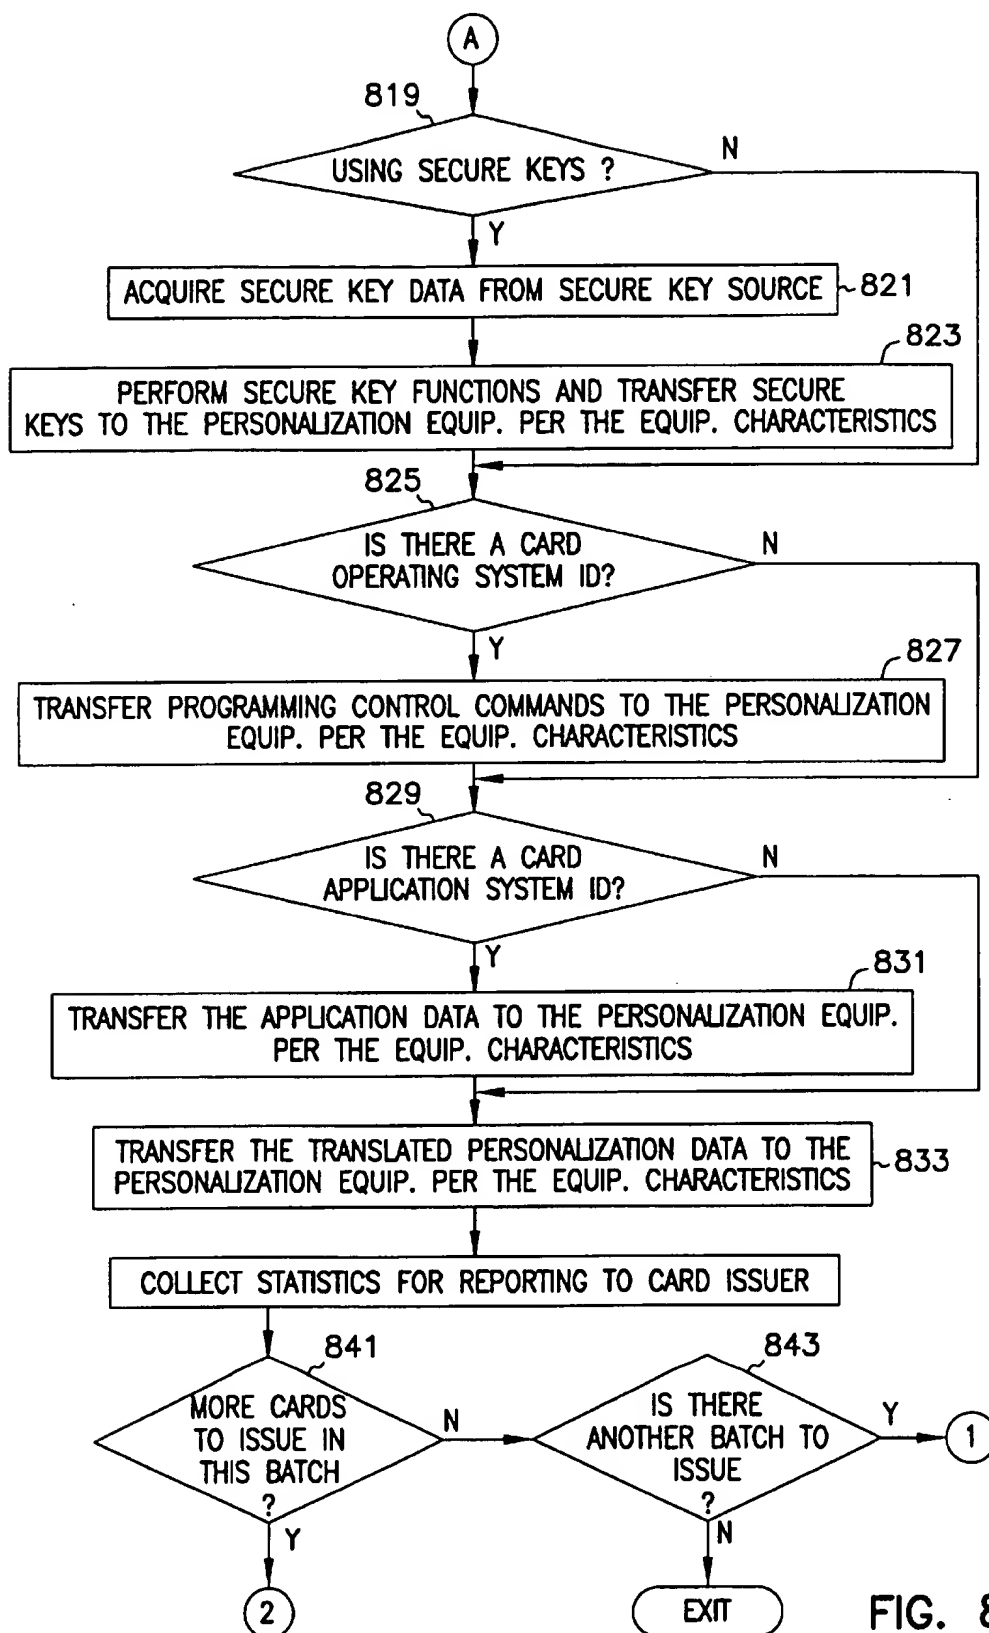 A
819
USING SECURE KEYS ?
N
Y
ACQUIRE SECURE KEY DATA FROM SECURE KEY SOURCE
821
823
PERFORM SECURE KEY FUNCTIONS AND TRANSFER SECURE
KEYS TO THE PERSONALIZATION EQUIP. PER THE EQUIP. CHARACTERISTICS
825
IS THERE A CARD
OPERATING SYSTEM ID?
N
Y
827
TRANSFER PROGRAMMING CONTROL COMMANDS TO THE PERSONALIZATION
EQUIP. PER THE EQUIP. CHARACTERISTICS
829
IS THERE A CARD
APPLICATION SYSTEM ID?
N
Y
831
TRANSFER THE APPLICATION DATA TO THE PERSONALIZATION EQUIP.
PER THE EQUIP. CHARACTERISTICS
TRANSFER THE TRANSLATED PERSONALIZATION DATA TO THE
PERSONALIZATION EQUIP. PER THE EQUIP. CHARACTERISTICS
833
COLLECT STATISTICS FOR REPORTING TO CARD ISSUER
841
MORE CARDS
TO ISSUE IN
THIS BATCH
?
N
Y
2
843
IS THERE
ANOTHER BATCH TO
ISSUE
?
Y
1
N
EXIT
FIG. 8